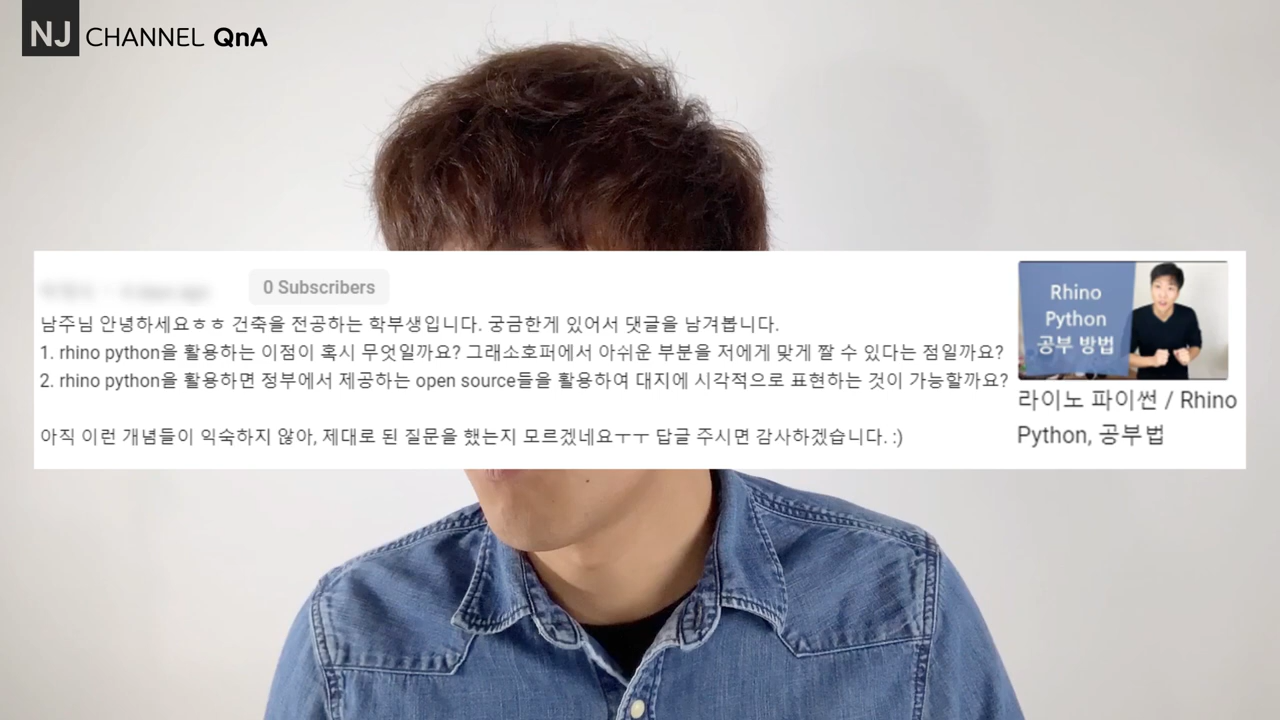 NJ CHANNEL QnA
0 Subscribers
남주님 안녕하세요ㅎㅎ 건축을 전공하는 학부생입니다. 궁금한게 있어서 댓글을 남겨봅니다.
1. rhino python을 활용하는 이점이 혹시 무엇일까요? 그래소호퍼에서 아쉬운 부분을 저에게 맞게 짤 수 있다는 점일까요?
2. rhino python을 활용하면 정부에서 제공하는 open source들을 활용하여 대지에 시각적으로 표현하는 것이 가능할까요?
아직 이런 개념들이 익숙하지 않아, 제대로 된 질문을 했는지 모르겠네요ㅜㅜ 답글 주시면 감사하겠습니다. :)
Rhino
Python
공부 방법
라이노 파이썬 / Rhino
Python, 공부법